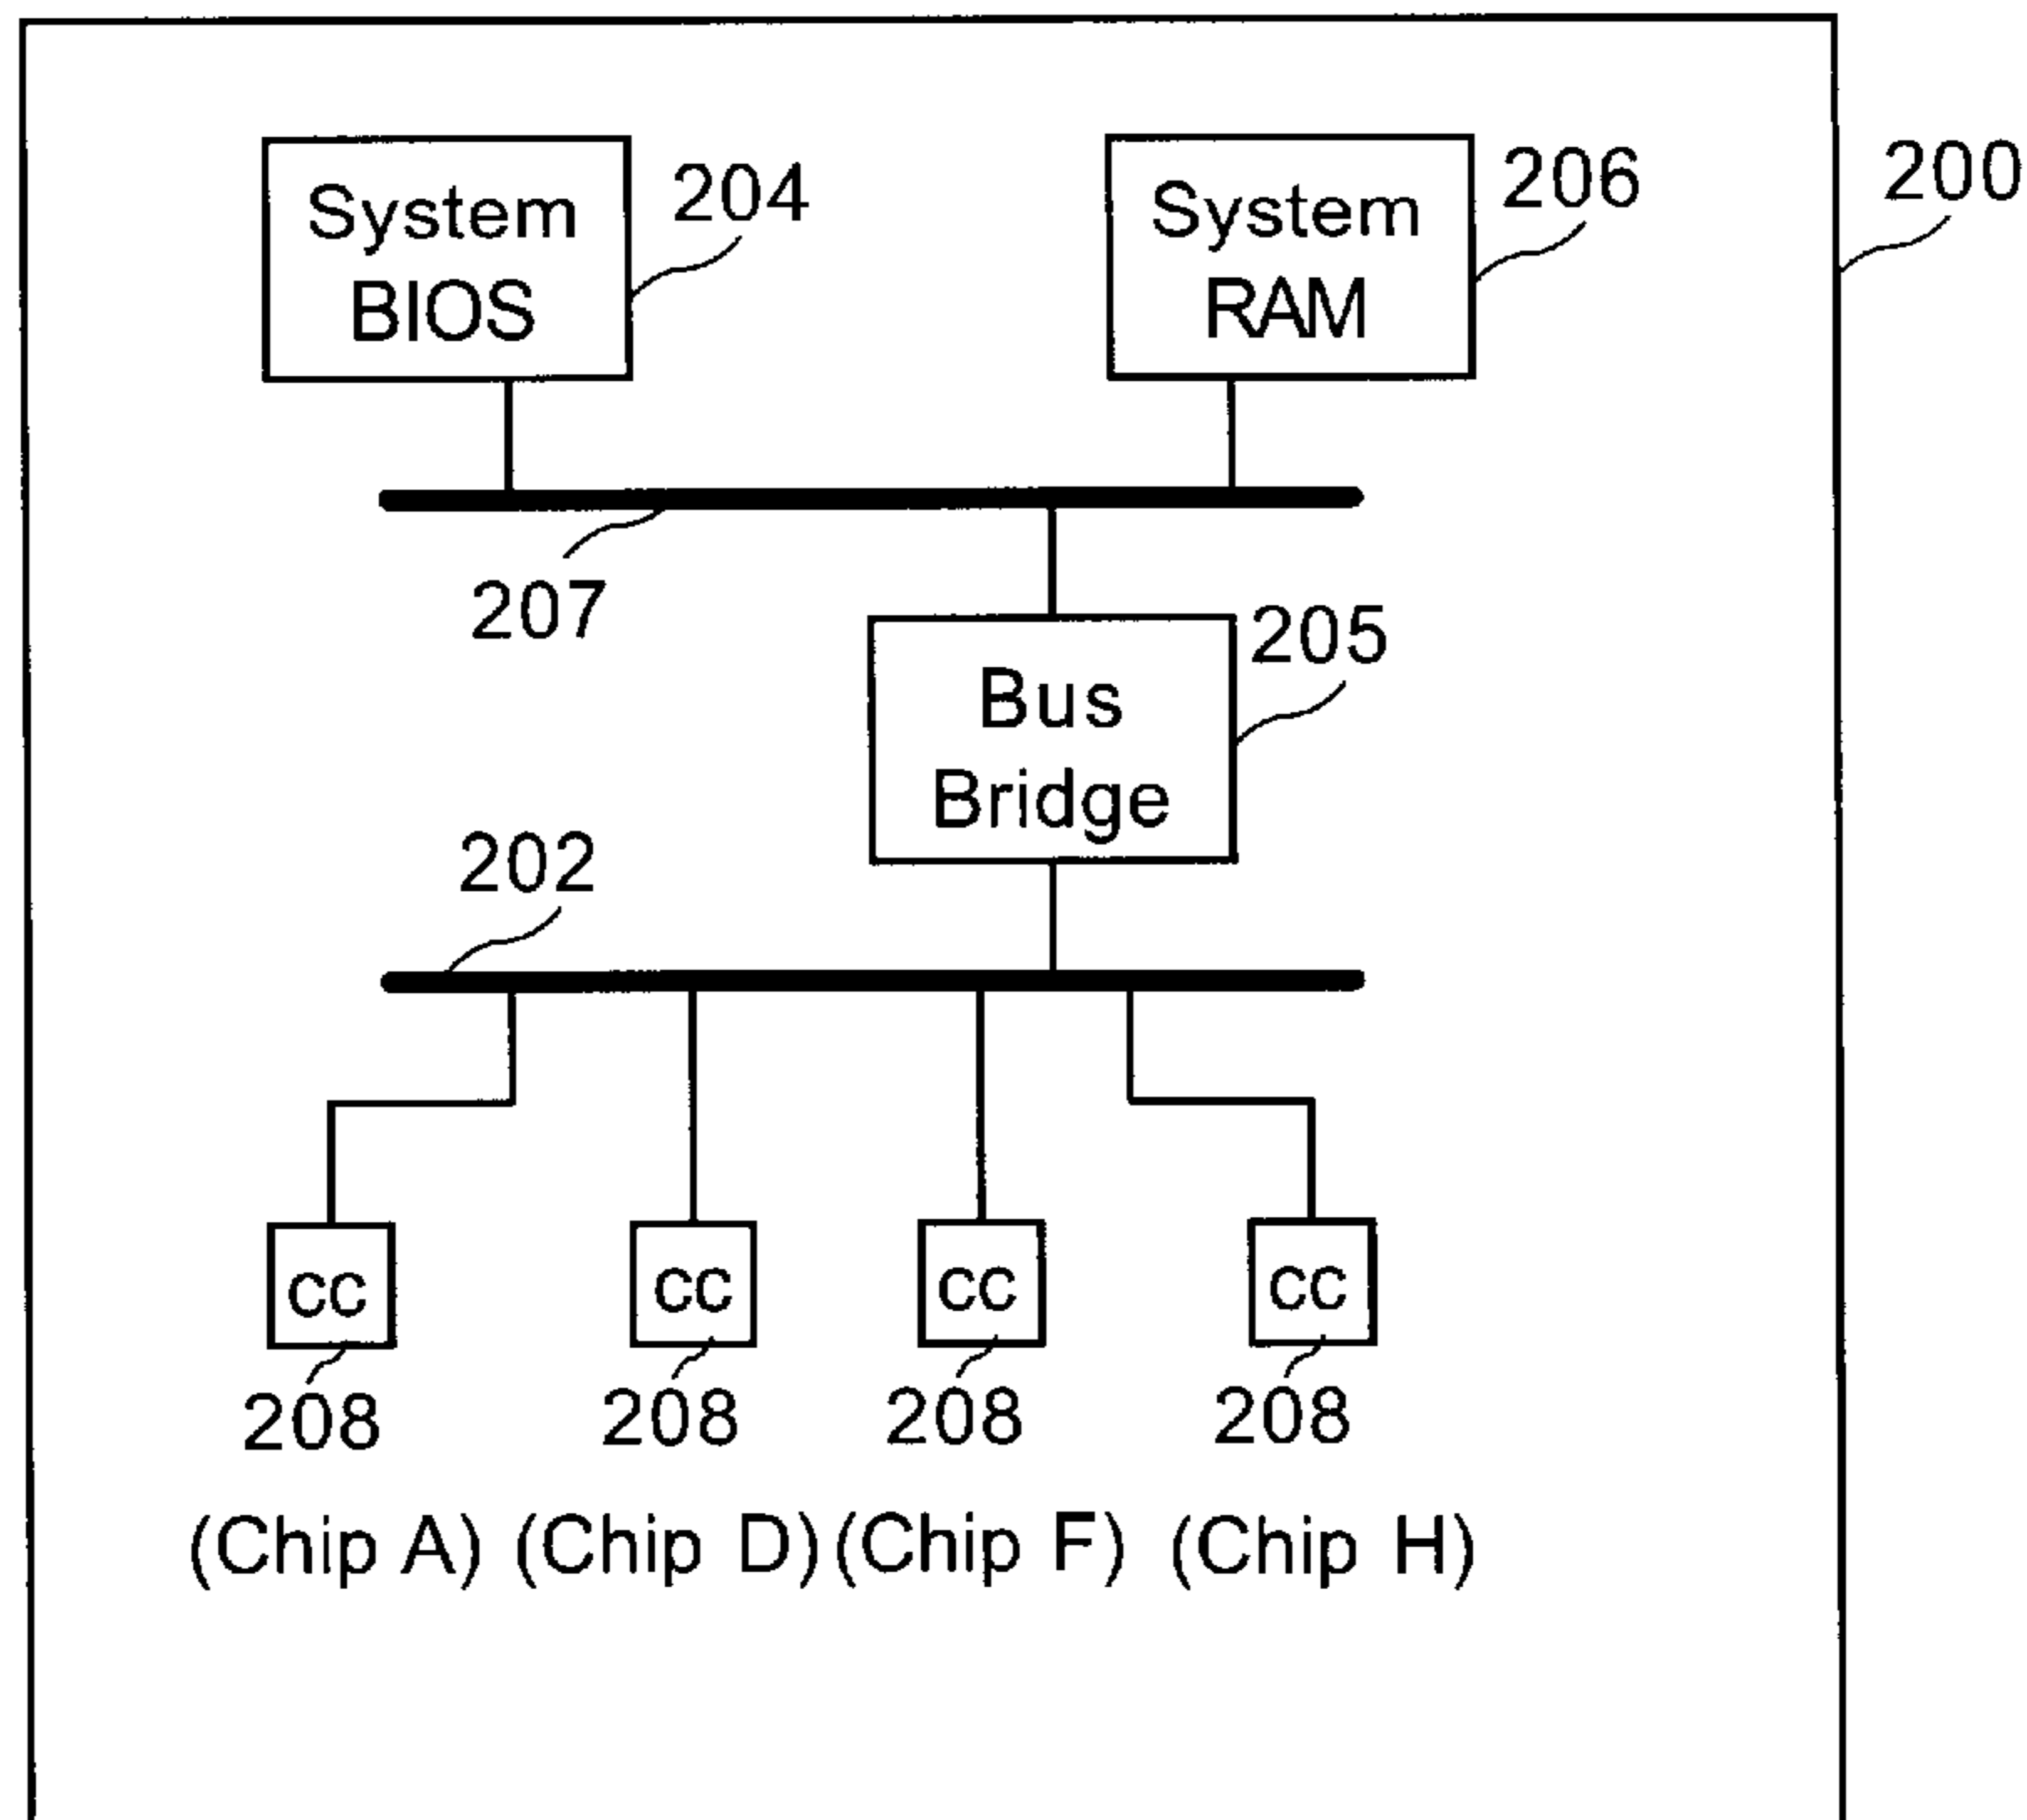 System
BIOS
204
System
RAM
206
200
207
Bus
Bridge
205
202
cc
cc
cc
cc
208
208
208
208
(Chip A) (Chip D) (Chip F) (Chip H)